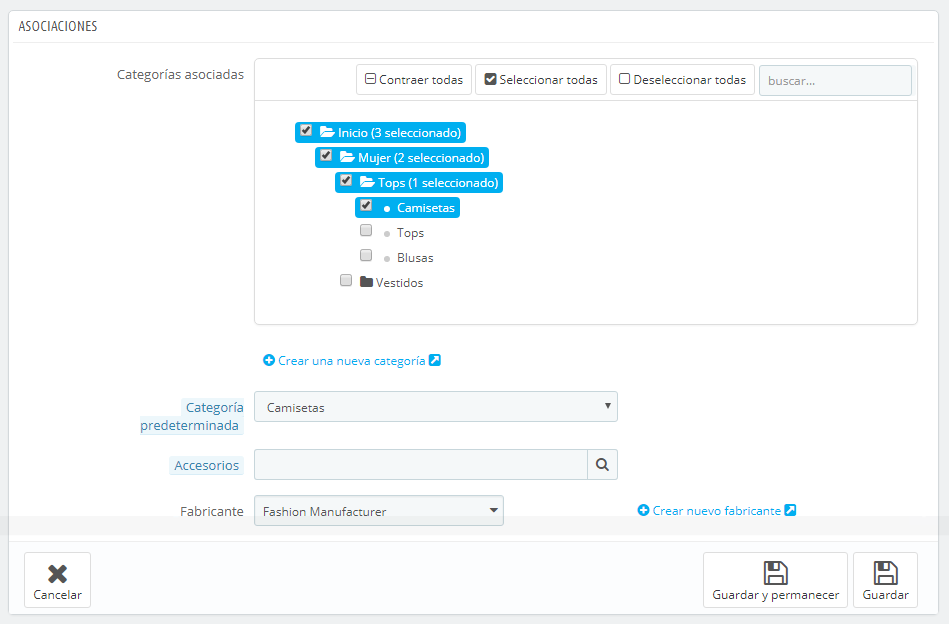 ASOCIACIONES
Categorías asociadas
Contraer todas
Seleccionar todas
Deseleccionar todas
buscar...
Inicio (3 seleccionado)
Mujer (2 seleccionado)
Tops (1 seleccionado)
Camisetas
Tops
Blusas
Vestidos
Crear una nueva categoría
Categoría
predeterminada
Camisetas
Accesorios
Fabricante
Fashion Manufacturer
Crear nuevo fabricante
Cancelar
Guardar y permanecer
Guardar